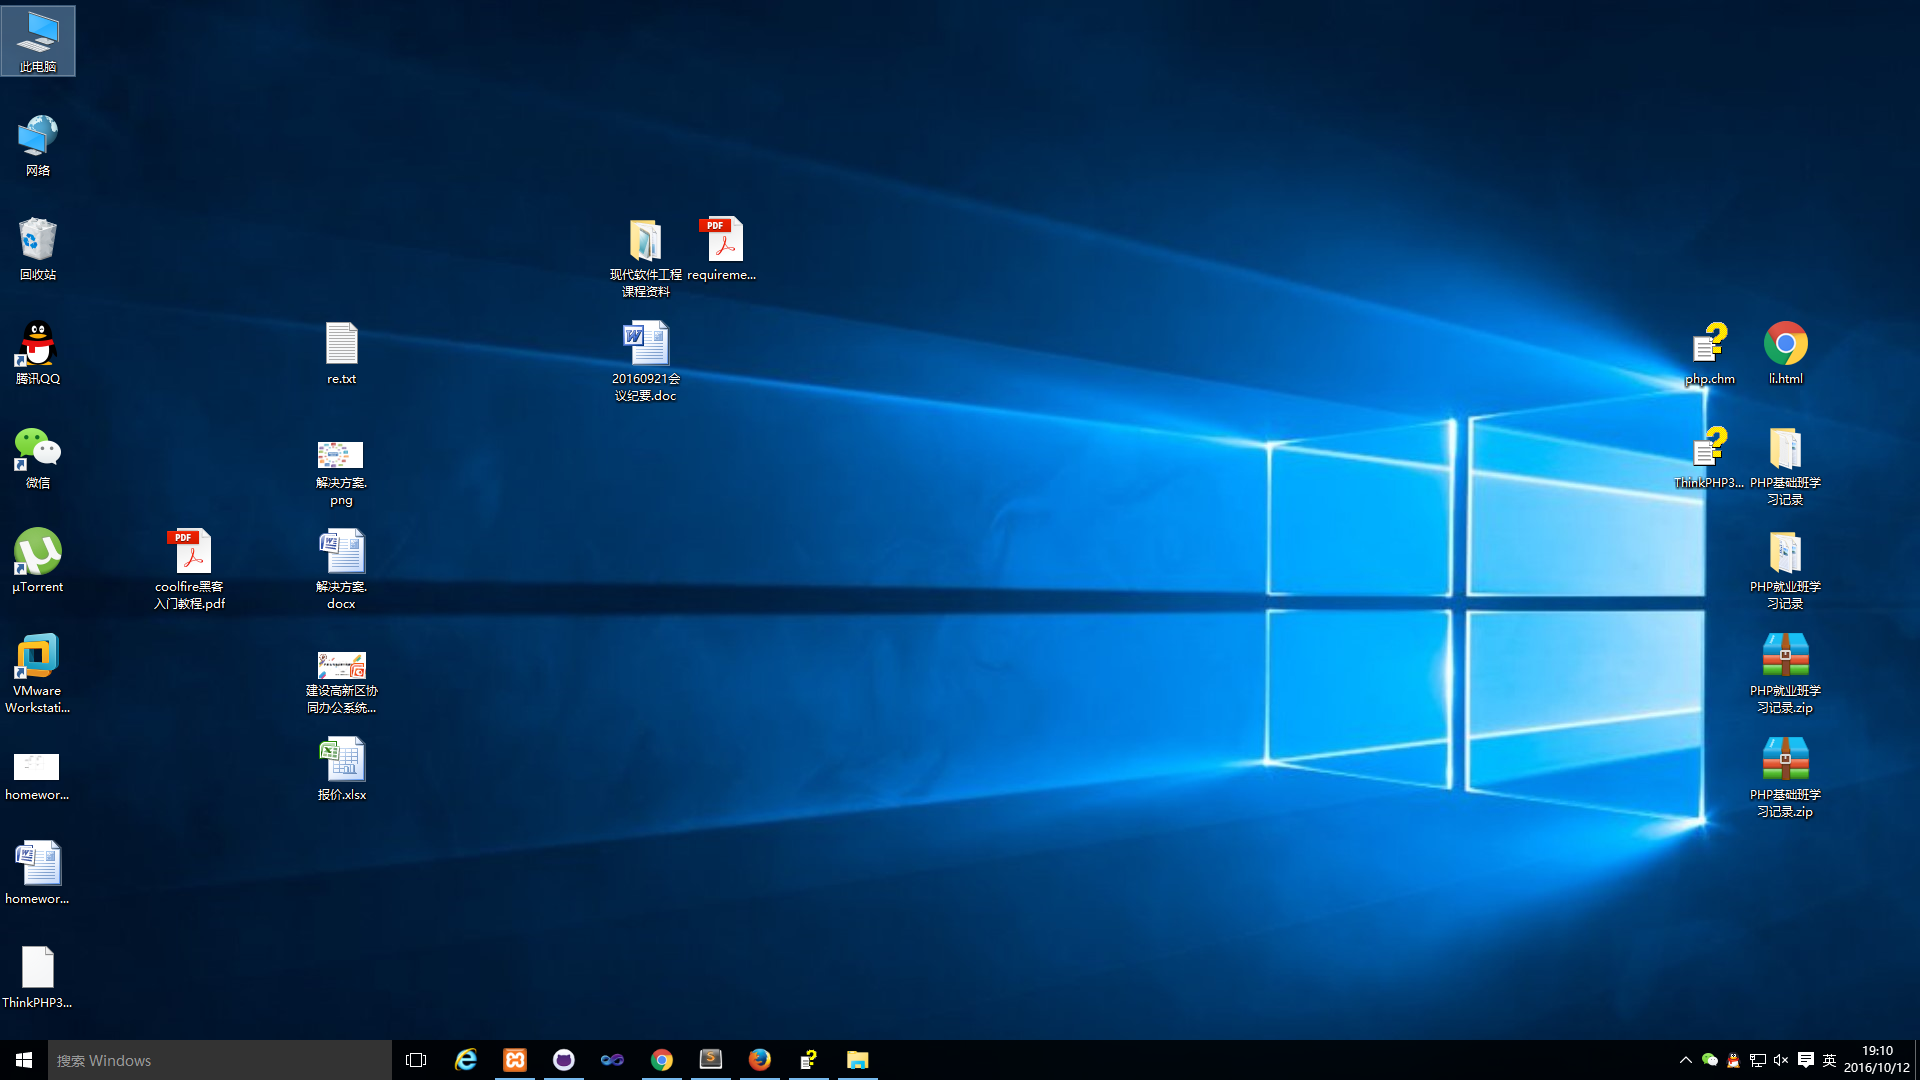 此电脑
网络
回收站
腾讯QQ
微信
µTorrent
VMware
Workstati...
homewor...
homewor...
ThinkPHP3...
coolfire黑客
入门教程.pdf
re.txt
解决方案.
png
解决方案.
docx
建设高新区协
同办公系统...
报价.xlsx
现代软件工程
课程资料
requireme...
20160921会
议纪要.doc
php.chm
ThinkPHP3...
li.html
PHP基础班学
习记录
PHP就业班学
习记录
PHP就业班学
习记录.zip
PHP基础班学
习记录.zip
搜索 Windows
英
19:10
2016/10/12